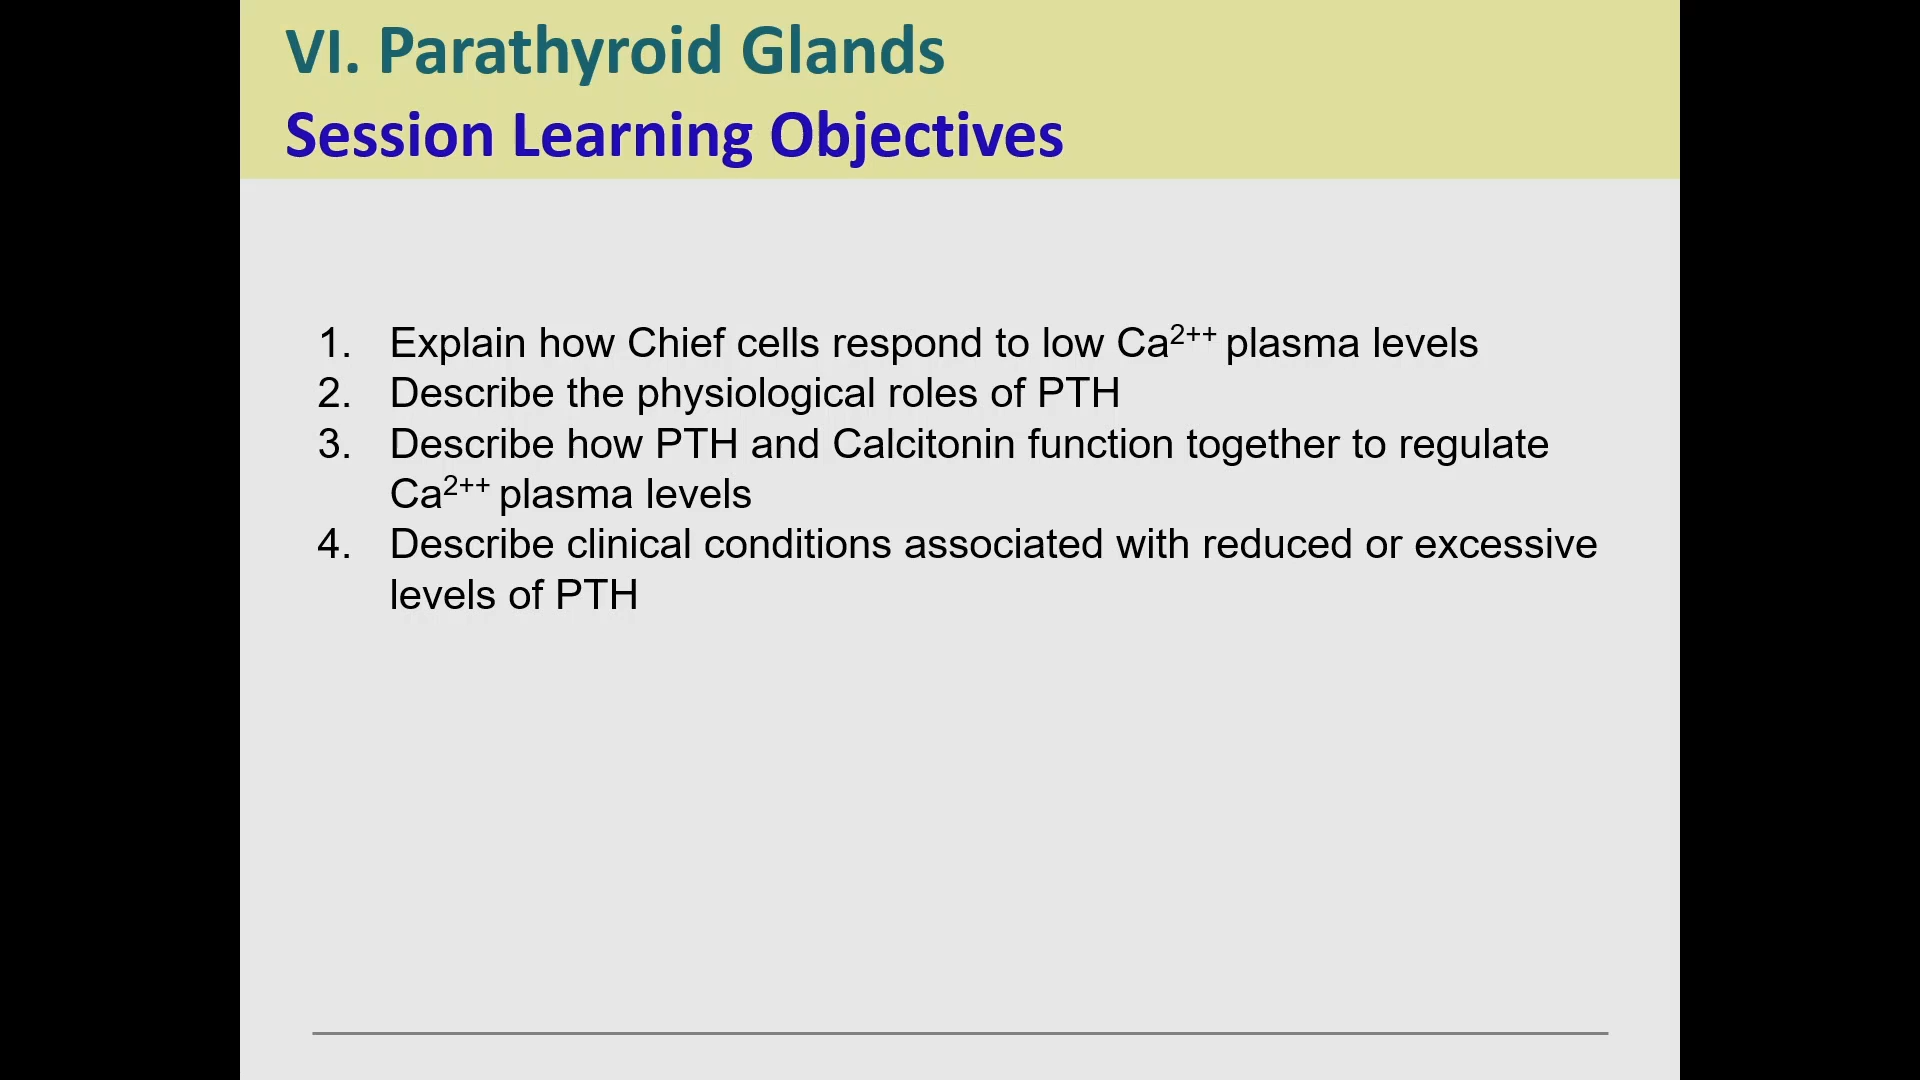 VI. Parathyroid Glands
Session Learning Objectives
1. Explain how Chief cells respond to low Ca²⁺⁺ plasma levels
2. Describe the physiological roles of PTH
3. Describe how PTH and Calcitonin function together to regulate
Ca²⁺⁺ plasma levels
4. Describe clinical conditions associated with reduced or excessive
levels of PTH